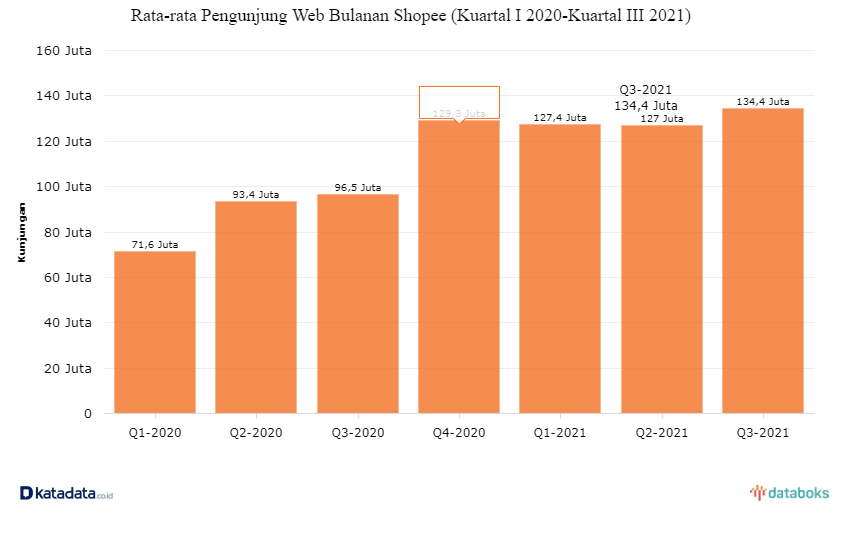 Rata-rata Pengunjung Web Bulanan Shopee (Kuartal I 2020-Kuartal III 2021)
160 Juta
140 Juta
120 Juta
100 Juta
80 Juta
60 Juta
40 Juta
20 Juta
0
Kunjungan
71,6 Juta
93,4 Juta
96,5 Juta
129,3 Juta
127,4 Juta
Q3-2021
134,4 Juta
127 Juta
134,4 Juta
Q1-2020
Q2-2020
Q3-2020
Q4-2020
Q1-2021
Q2-2021
Q3-2021
katadata.co.id
databoks